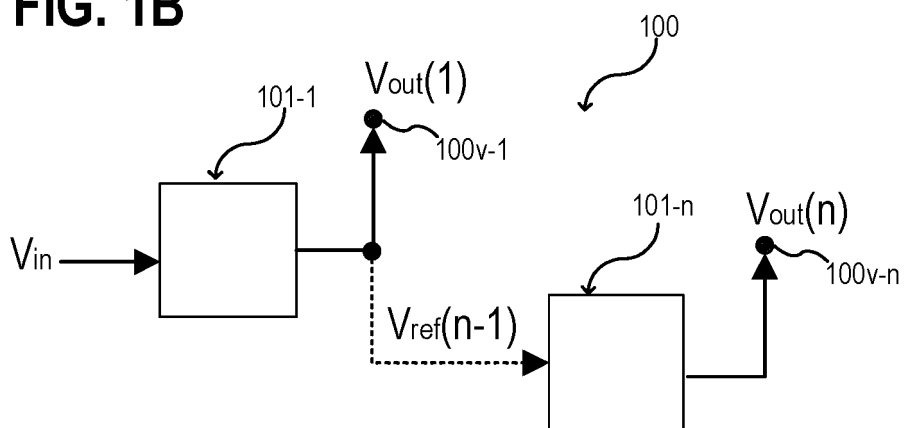 FIG. 1B
100
Vout(1)
101-1
100v-1
101-n
Vout(n)
Vin
100v-n
Vref(n-1)